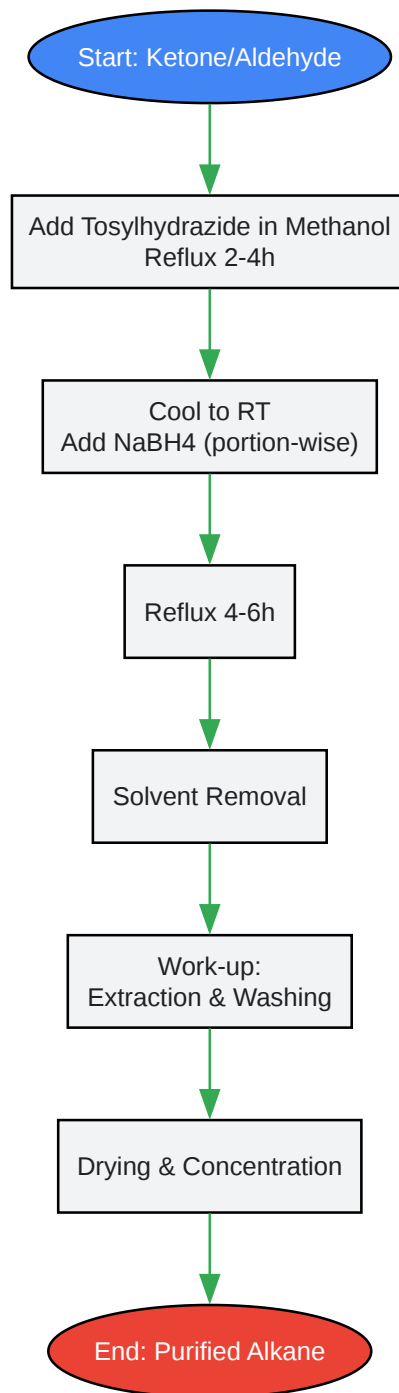 Start: Ketone/Aldehyde
Add Tosylhydrazide in Methanol
Reflux 2-4h
Cool to RT
Add NaBH4 (portion-wise)
Reflux 4-6h
Solvent Removal
Work-up:
Extraction & Washing
Drying & Concentration
End: Purified Alkane